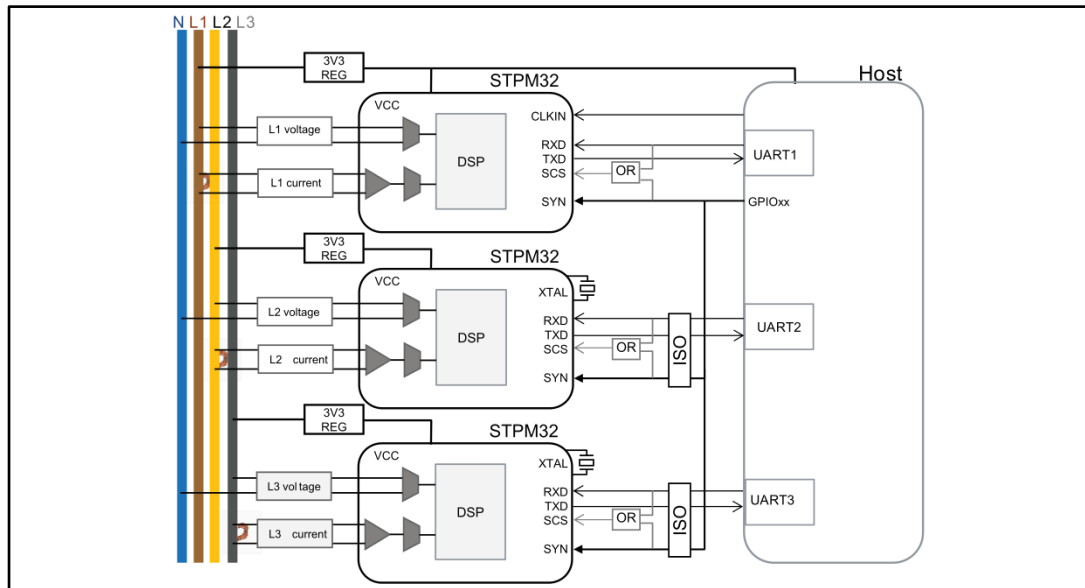 N L1 L2 L3
3V3
REG
STPM32
Host
VCC
CLKIN
L1 voltage
RXD
UART1
DSP
TXD
OR
SCS
L1 current
SYN
GPIOxx
3V3
REG
STPM32
VCC
XTAL
L2 voltage
RXD
UART2
DSP
TXD
ISO
OR
SCS
L2 current
SYN
3V3
REG
STPM32
VCC
XTAL
L3 vol tage
RXD
UART3
DSP
TXD
ISO
OR
SCS
L3 current
SYN